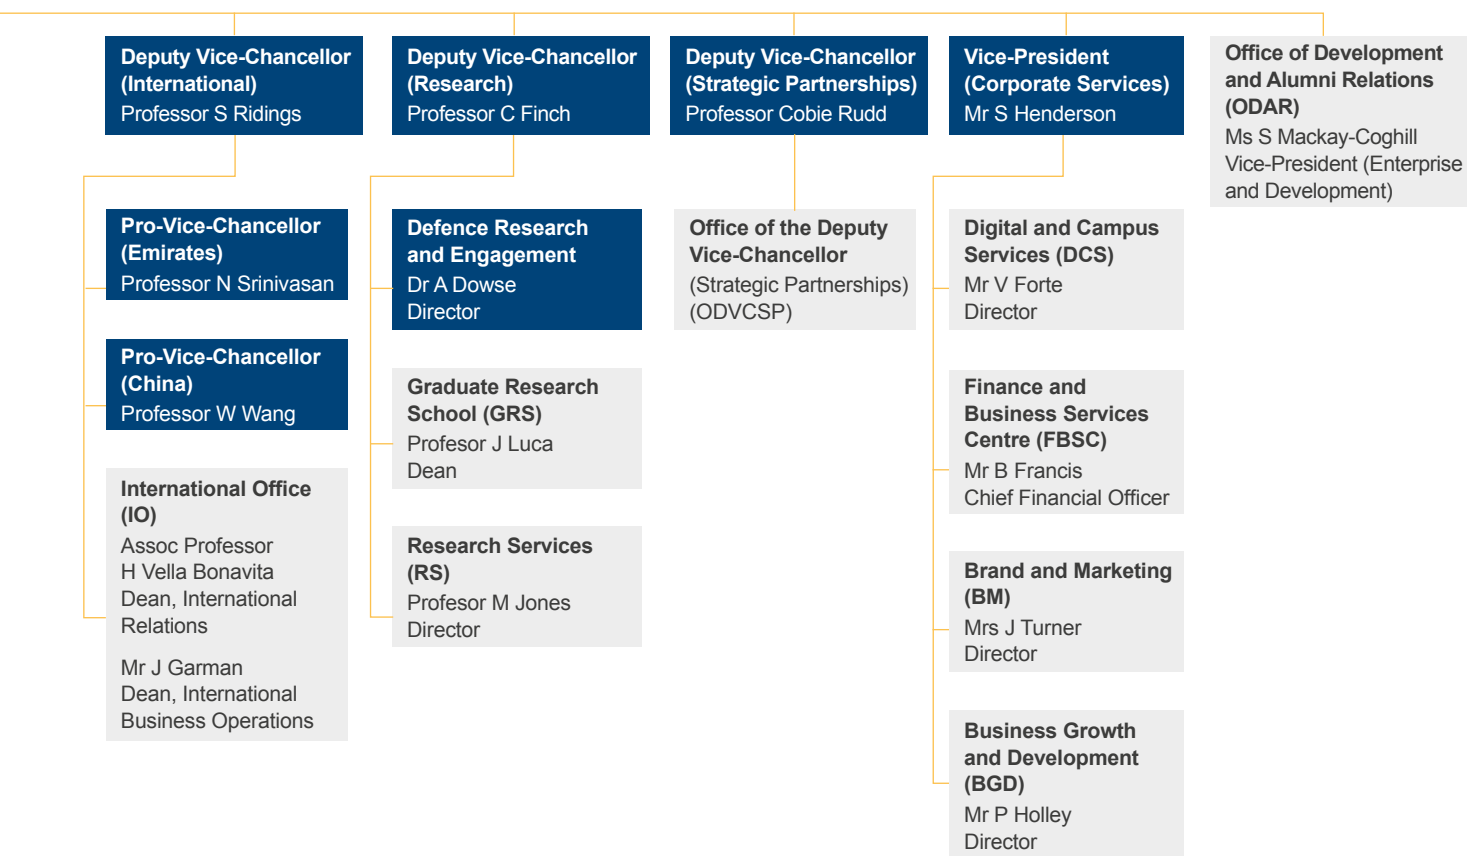 Deputy Vice-Chancellor
(International)
Professor S Ridings
Pro-Vice-Chancellor
(Emirates)
Professor N Srinivasan
Pro-Vice-Chancellor
(China)
Professor W Wang
International Office
(IO)
Assoc Professor
H Vella Bonavita
Dean, International
Relations
Mr J Garman
Dean, International
Business Operations
Deputy Vice-Chancellor
(Research)
Professor C Finch
Defence Research
and Engagement
Dr A Dowse
Director
Graduate Research
School (GRS)
Profesor J Luca
Dean
Research Services
(RS)
Profesor M Jones
Director
Deputy Vice-Chancellor
(Strategic Partnerships)
Professor Cobie Rudd
Office of the Deputy
Vice-Chancellor
(Strategic Partnerships)
(ODVCSP)
Vice-President
(Corporate Services)
Mr S Henderson
Digital and Campus
Services (DCS)
Mr V Forte
Director
Finance and
Business Services
Centre (FBSC)
Mr B Francis
Chief Financial Officer
Brand and Marketing
(BM)
Mrs J Turner
Director
Business Growth
and Development
(BGD)
Mr P Holley
Director
Office of Development
and Alumni Relations
(ODAR)
Ms S Mackay-Coghill
Vice-President (Enterprise
and Development)